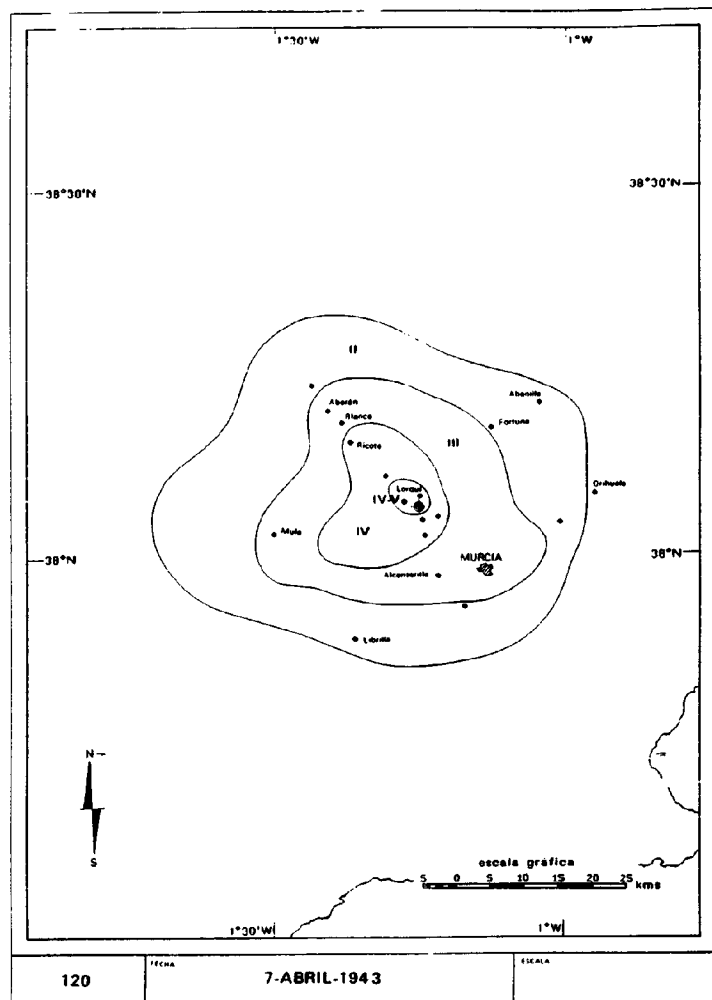 1°30'W
1°W
38°30'N
38°30'N
II
Abarán
Blanca
Abanilla
Fortuna
Ricote
III
Lorquí
Orihuela
IV-V
Mula
IV
MURCIA
38°N
38°N
Alcantarilla
Librilla
N
S
escala gráfica
5 0 5 10 15 20 25 kms
1°30'W
1°W
FECHA
ESCALA
120
7-ABRIL-1943